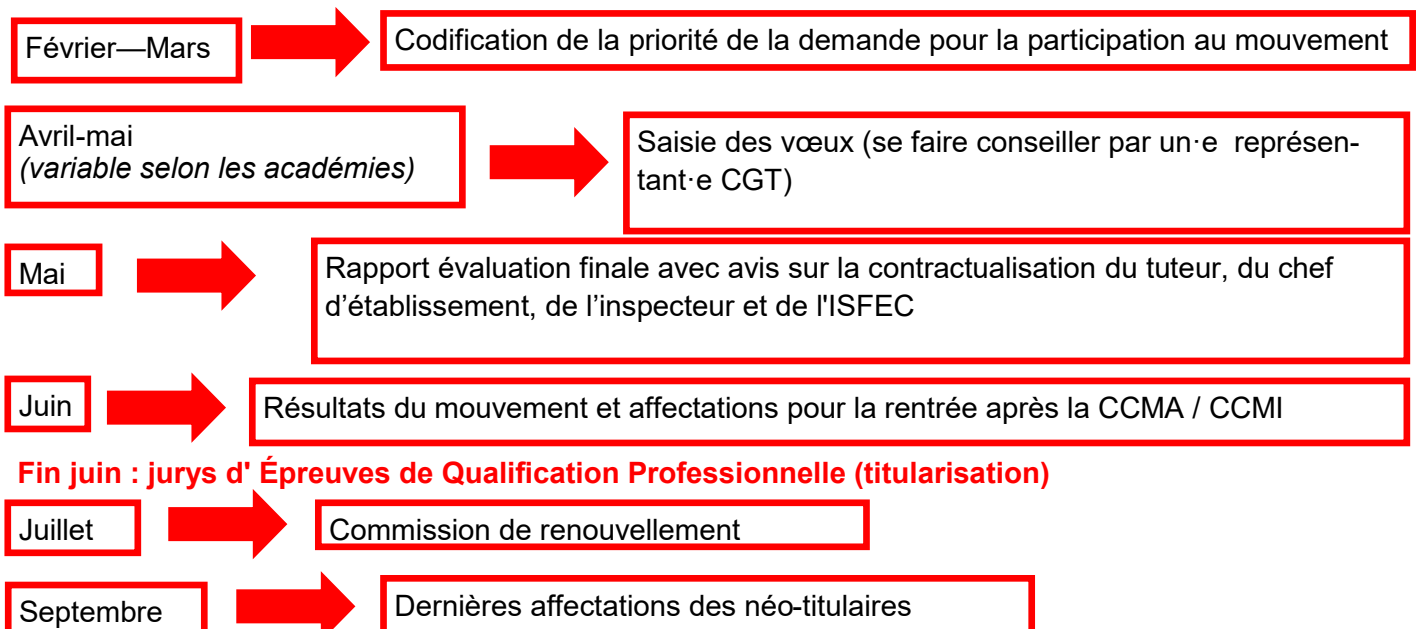 Février—Mars
Codification de la priorité de la demande pour la participation au mouvement
Avril-mai
(variable selon les académies)
Saisie des vœux (se faire conseiller par un·e représen-
tant·e CGT)
Mai
Rapport évaluation finale avec avis sur la contractualisation du tuteur, du chef
d’établissement, de l’inspecteur et de l'ISFEC
Juin
Résultats du mouvement et affectations pour la rentrée après la CCMA / CCMI
Fin juin : jurys d' Épreuves de Qualification Professionnelle (titularisation)
Juillet
Commission de renouvellement
Septembre
Dernières affectations des néo-titulaires